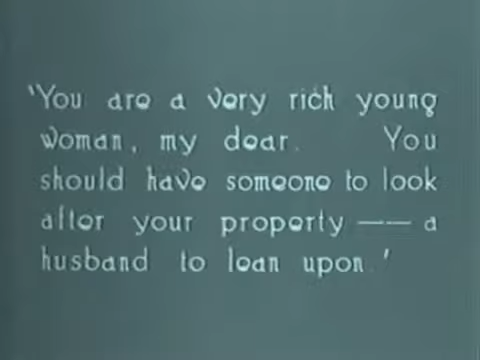 'You are a very rich young
woman, my dear. You
should have someone to look
after your property —— a
husband to lean upon.'